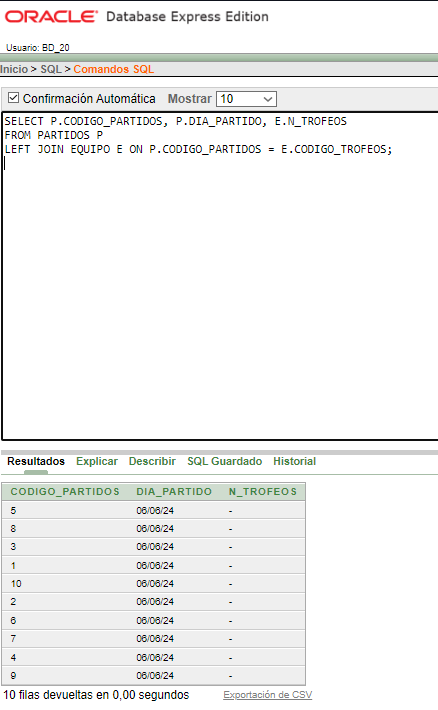 ORACLE® Database Express Edition
Usuario: BD_20
Inicio > SQL > Comandos SQL
Confirmación Automática Mostrar 10
SELECT P.CODIGO_PARTIDOS, P.DIA_PARTIDO, E.N_TROFEOS
FROM PARTIDOS P
LEFT JOIN EQUIPO E ON P.CODIGO_PARTIDOS = E.CODIGO_TROFEOS;
Resultados Explicar Describir SQL Guardado Historial
CODIGO_PARTIDOS DIA_PARTIDO N_TROFEOS
5 06/06/24 -
8 06/06/24 -
3 06/06/24 -
1 06/06/24 -
10 06/06/24 -
2 06/06/24 -
6 06/06/24 -
7 06/06/24 -
4 06/06/24 -
9 06/06/24 -
10 filas devueltas en 0,00 segundos Exportación de CSV